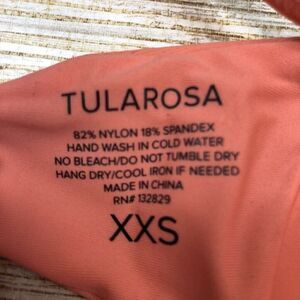 TULAROSA
82% NYLON 18% SPANDEX
HAND WASH IN COLD WATER
NO BLEACH/DO NOT TUMBLE DRY
HANG DRY/COOL IRON IF NEEDED
MADE IN CHINA
RN# 132829
XXS